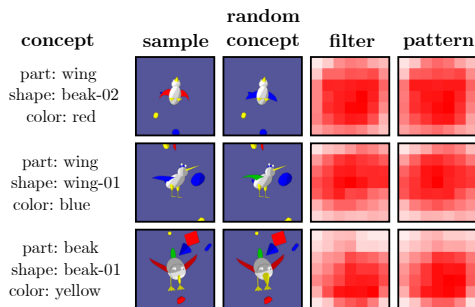 concept
sample
random
concept
filter
pattern
part: wing
shape: beak-02
color: red
part: wing
shape: wing-01
color: blue
part: beak
shape: beak-01
color: yellow